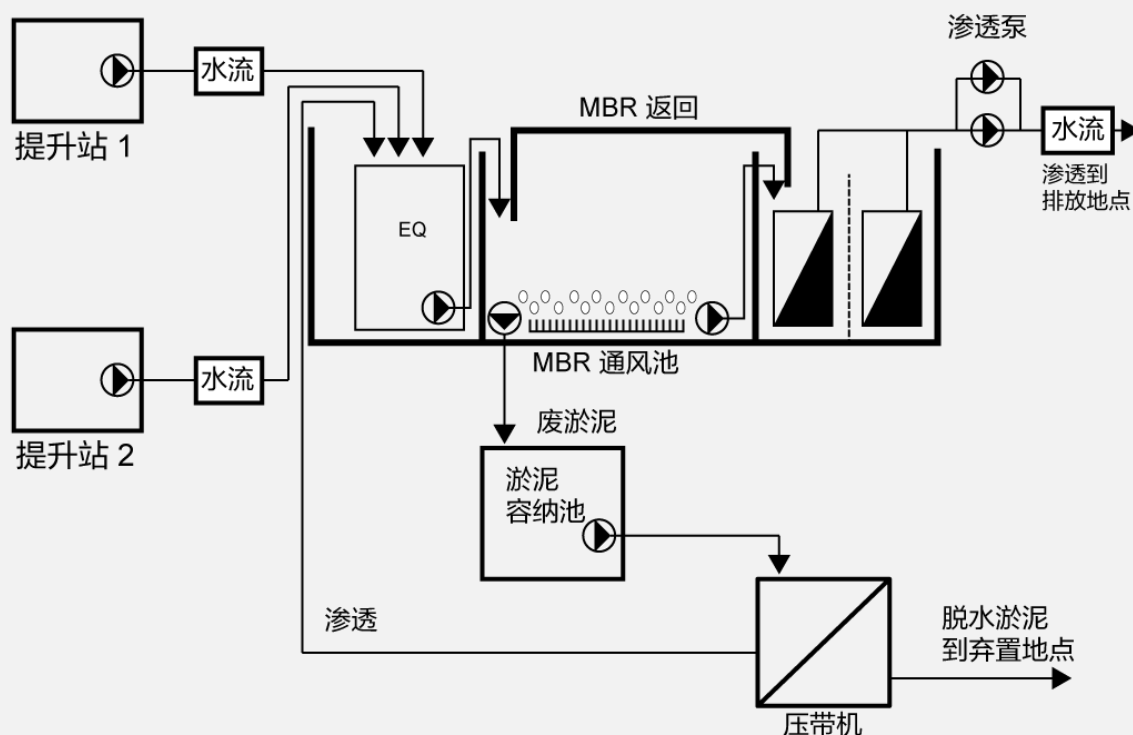 渗透泵
水流
提升站 1
MBR 返回
水流
渗透到
排放地点
EQ
MBR 通风池
水流
提升站 2
废淤泥
淤泥
容纳池
渗透
脱水淤泥
到弃置地点
压带机